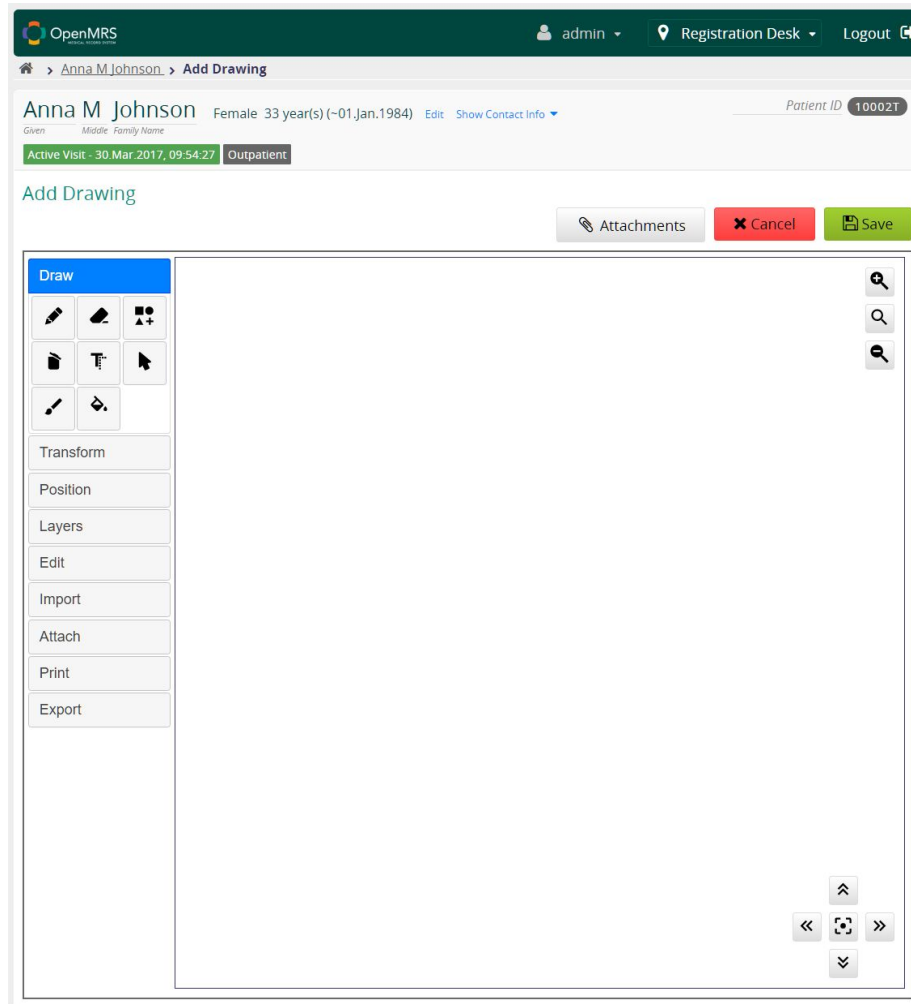 OpenMRS
MEDICAL RECORD SYSTEM
admin
Registration Desk
Logout
> Anna M Johnson > Add Drawing
Anna M Johnson Female 33 year(s) (~01.Jan.1984) Edit Show Contact Info
Patient ID 10002T
Given Middle Family Name
Active Visit - 30.Mar.2017, 09:54:27 Outpatient
Add Drawing
Attachments Cancel Save
Draw
Transform
Position
Layers
Edit
Import
Attach
Print
Export